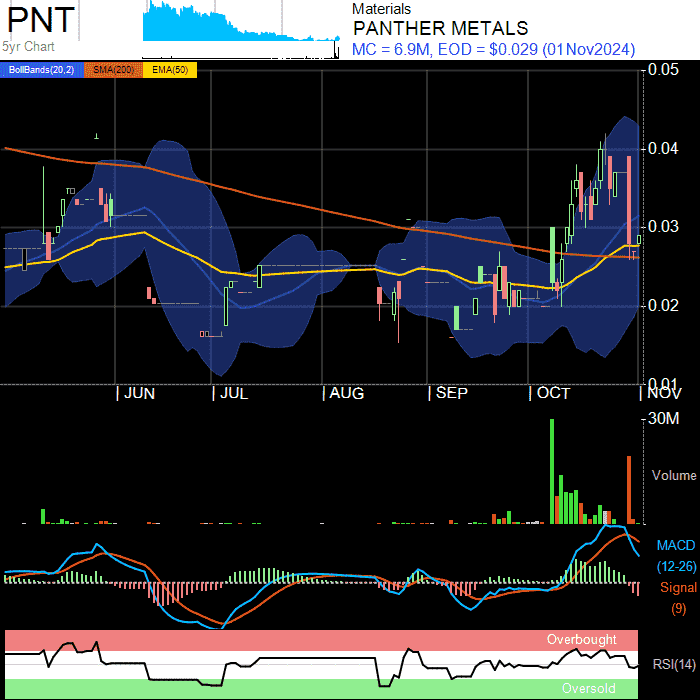 PNT
5yr Chart
Materials
PANTHER METALS
MC = 6.9M, EOD = $0.029 (01Nov2024)
BollBands(20,2) SMA(200) EMA(50)
0.05
0.04
0.03
0.02
0.01
| JUN | JUL | AUG | SEP | OCT | NOV
30M
Volume
MACD
(12-26)
Signal
(9)
Overbought
RSI(14)
Oversold